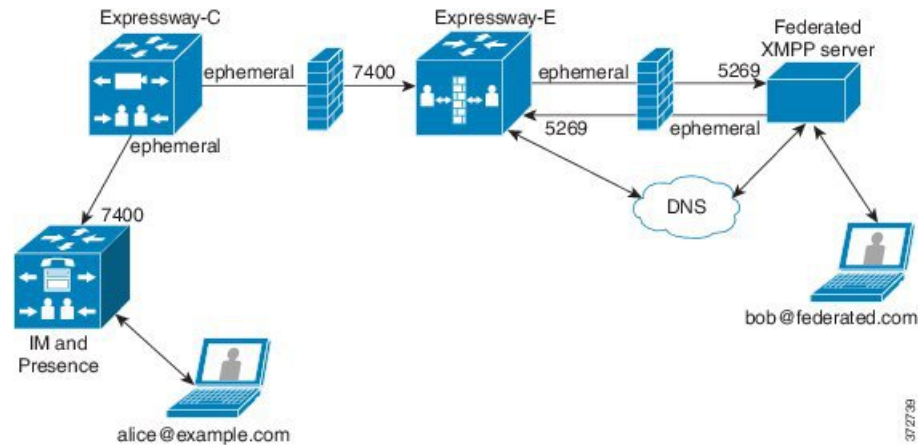 Expressway-C
Expressway-E
Federated
XMPP server
ephemeral
7400
ephemeral
5269
5269
ephemeral
ephemeral
DNS
7400
IM and
Presence
bob@federated.com
alice@example.com
372739